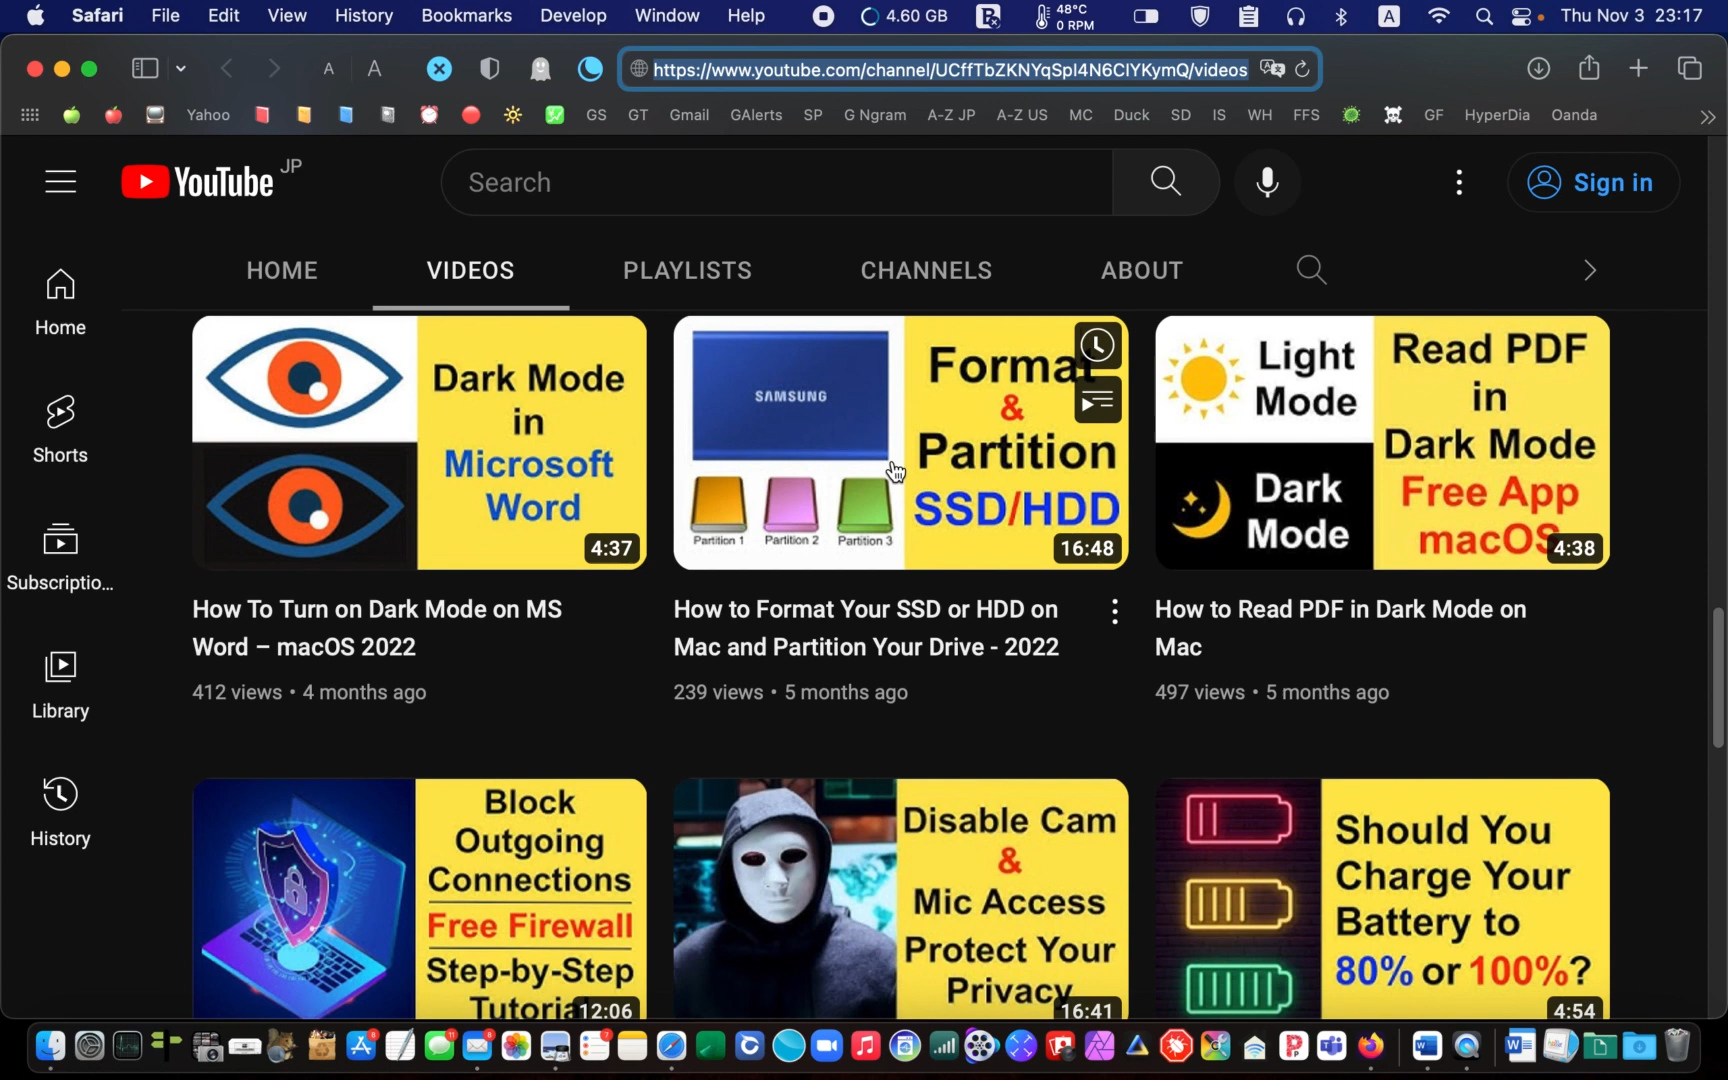 Safari File Edit View History Bookmarks Develop Window Help 4.60 GB 48°C 0 RPM A Thu Nov 3 23:17
A A https://www.youtube.com/channel/UCffTbZKNYqSpI4N6CIYKymQ/videos
Yahoo GS GT Gmail GAlerts SP G Ngram A-Z JP A-Z US MC Duck SD IS WH FFS GF HyperDia Oanda
YouTube JP
Search
Sign in
HOME VIDEOS PLAYLISTS CHANNELS ABOUT
Home
Shorts
Subscriptio...
Library
History
Dark Mode
in
Microsoft
Word
4:37
How To Turn on Dark Mode on MS
Word – macOS 2022
412 views • 4 months ago
SAMSUNG
Partition 1 Partition 2 Partition 3
Format
&
Partition
SSD/HDD
16:48
How to Format Your SSD or HDD on
Mac and Partition Your Drive - 2022
239 views • 5 months ago
Light
Mode
Dark
Mode
Read PDF
in
Dark Mode
Free App
macOS
4:38
How to Read PDF in Dark Mode on
Mac
497 views • 5 months ago
Block
Outgoing
Connections
Free Firewall
Step-by-Step
Tutorial
12:06
Disable Cam
&
Mic Access
Protect Your
Privacy
16:41
Should You
Charge Your
Battery to
80% or 100%?
4:54